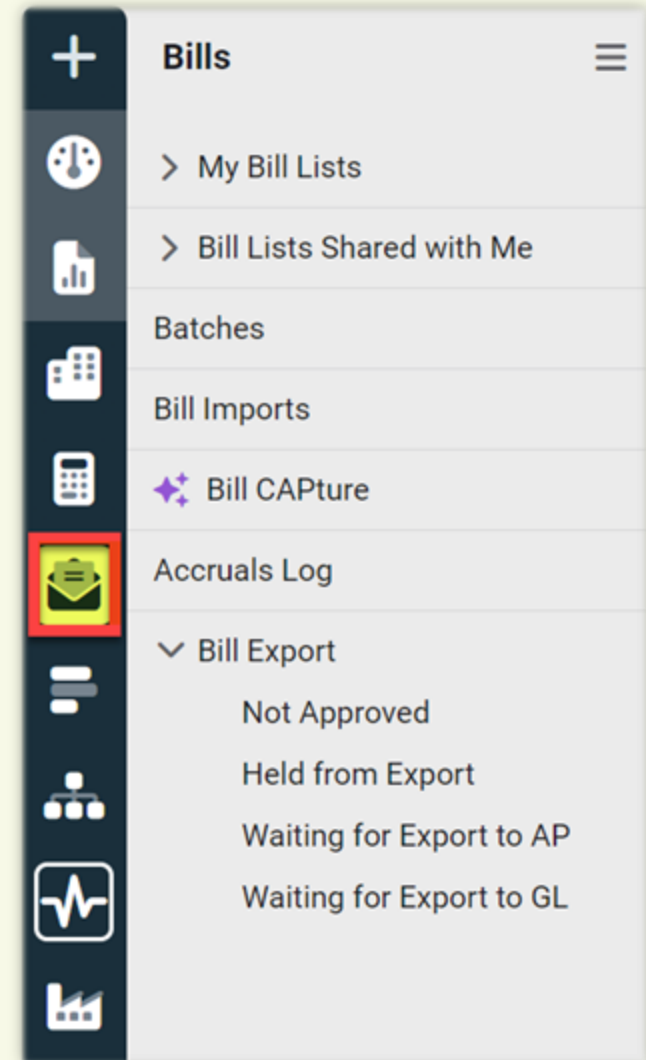 Bills
My Bill Lists
Bill Lists Shared with Me
Batches
Bill Imports
Bill CAPture
Accruals Log
Bill Export
Not Approved
Held from Export
Waiting for Export to AP
Waiting for Export to GL